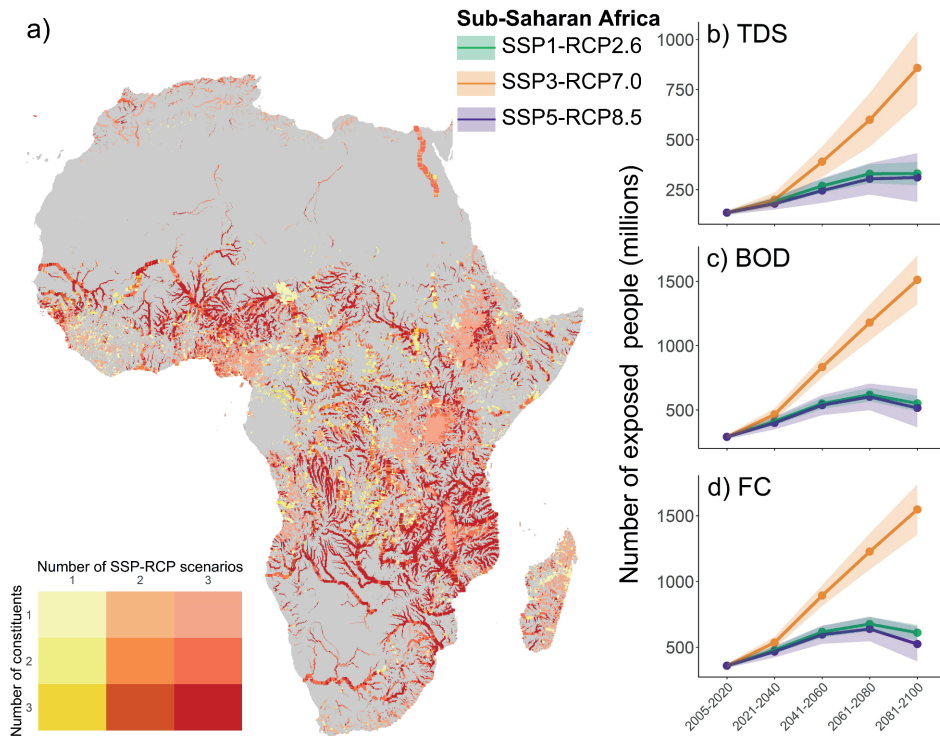 a)
Sub-Saharan Africa
SSP1-RCP2.6
SSP3-RCP7.0
SSP5-RCP8.5
Number of SSP-RCP scenarios
1 2 3
Number of constituents
1
2
3
Number of exposed people (millions)
b) TDS
1000
750
500
250
c) BOD
1500
1000
500
d) FC
1500
1000
500
2005-2020
2021-2040
2041-2060
2061-2080
2081-2100